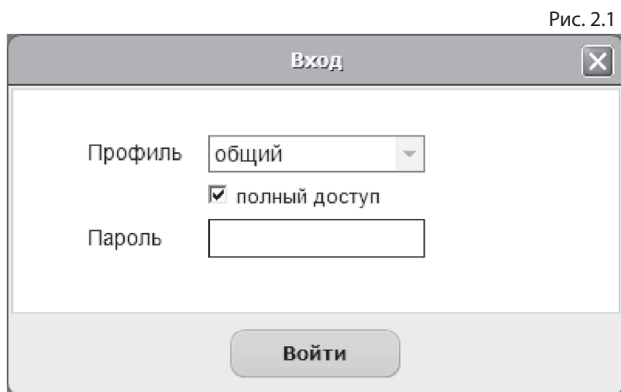 Рис. 2.1
Вход
Профиль общий
полный доступ
Пароль
Войти